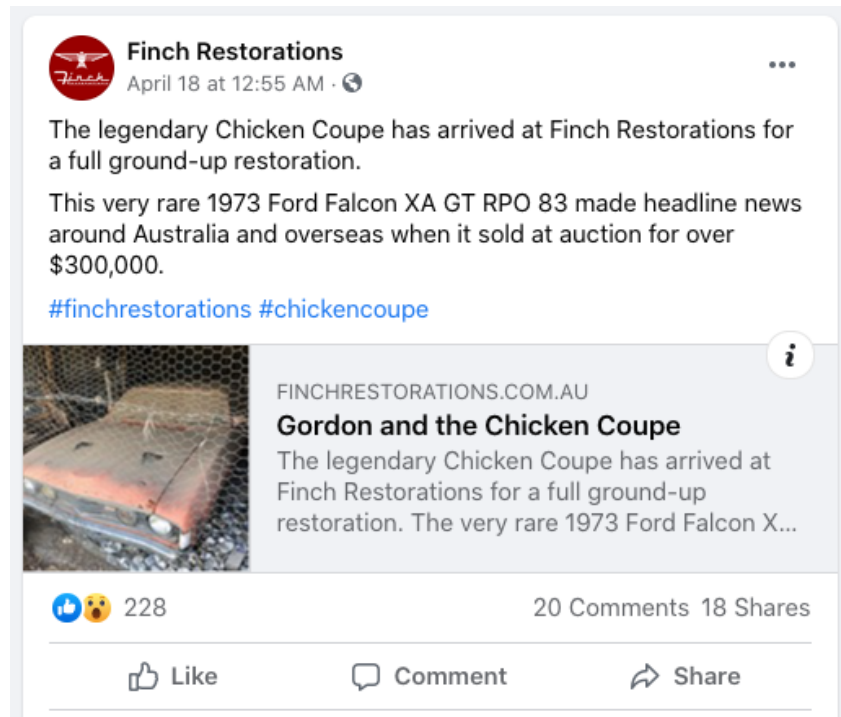 Finch Restorations
Finch
April 18 at 12:55 AM ·
The legendary Chicken Coupe has arrived at Finch Restorations for
a full ground-up restoration.
This very rare 1973 Ford Falcon XA GT RPO 83 made headline news
around Australia and overseas when it sold at auction for over
$300,000.
#finchrestorations #chickencoupe
i
FINCHRESTORATIONS.COM.AU
Gordon and the Chicken Coupe
The legendary Chicken Coupe has arrived at
Finch Restorations for a full ground-up
restoration. The very rare 1973 Ford Falcon X...
228
20 Comments 18 Shares
Like
Comment
Share